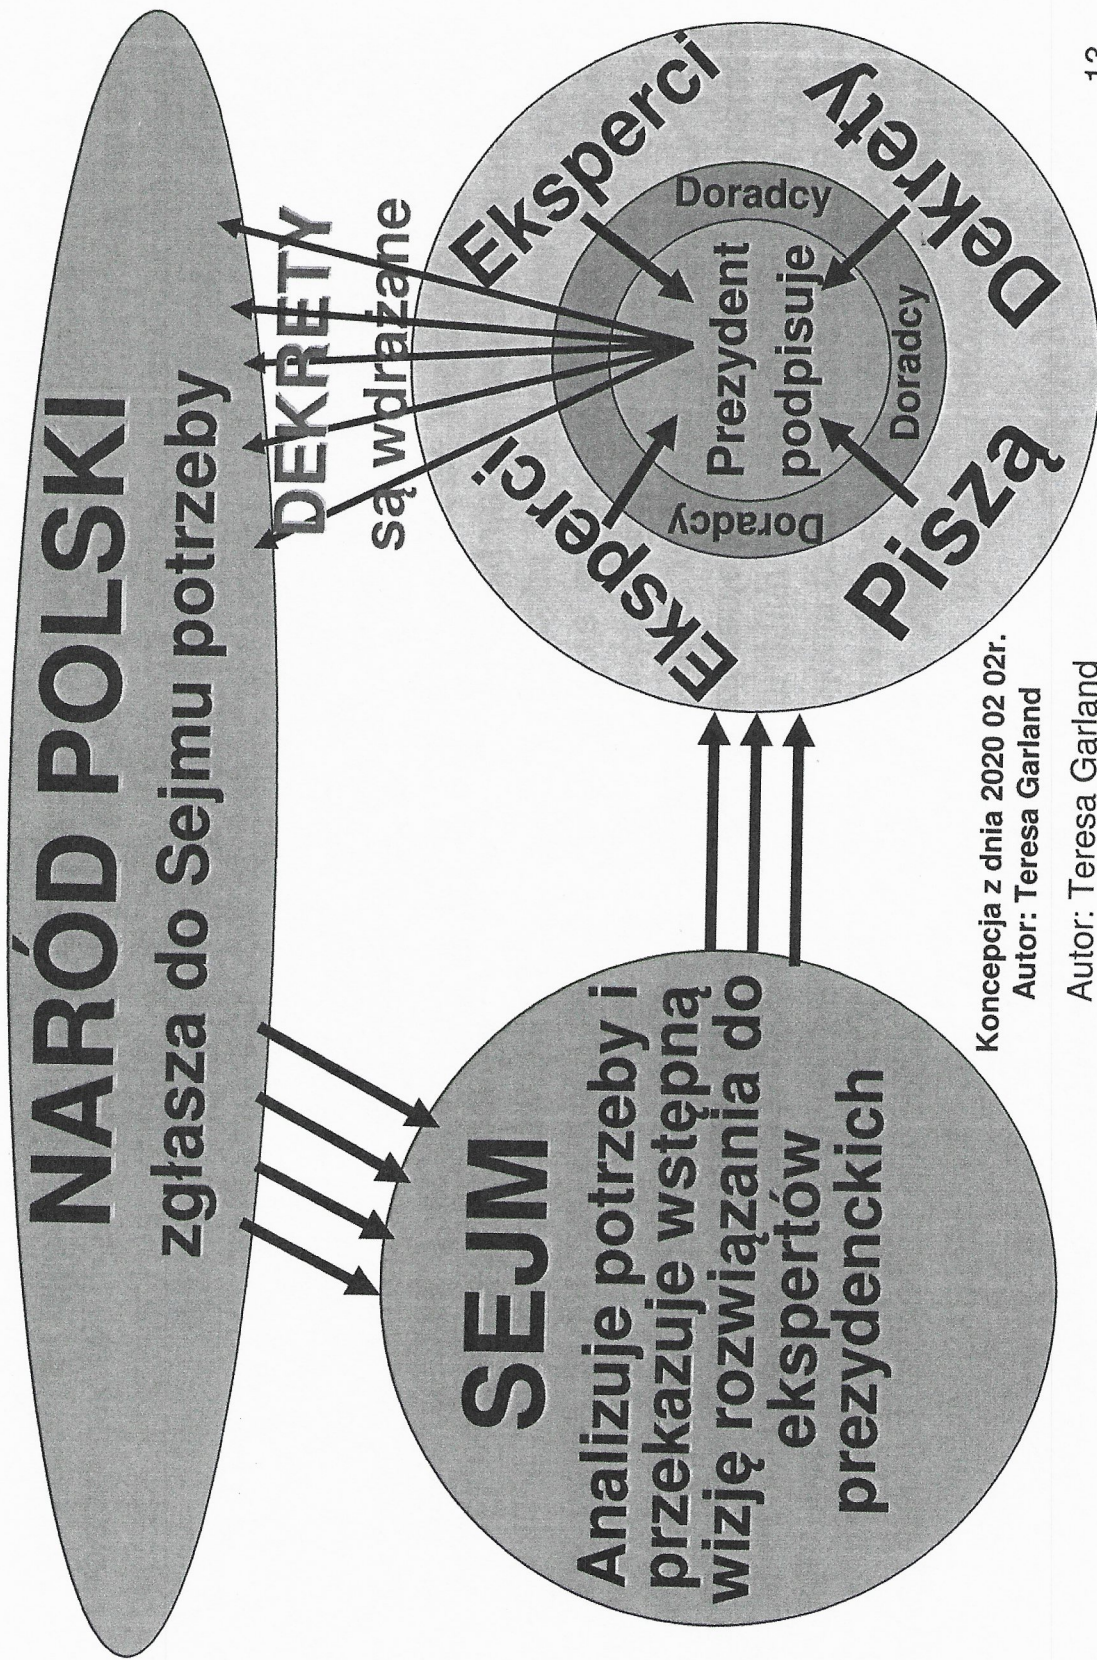 NARÓD POLSKI
zgłasza do Sejmu potrzeby
SEJM
Analizuje potrzeby i
przekazuje wstępną
wizję rozwiązania do
ekspertów
prezydenckich
DEKRETY
są wdrażane
Eksperci
Eksperci
Piszą
Dekrety
Doradcy
Doradcy
Doradcy
Prezydent
podpisuje
Koncepcja z dnia 2020 02 02r.
Autor: Teresa Garland
Autor: Teresa Garland